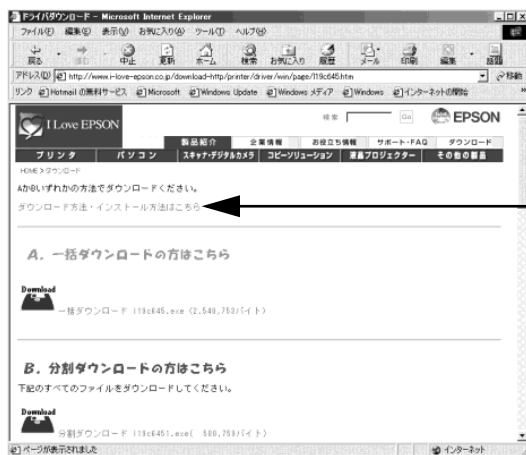 ドライバダウンロード - Microsoft Internet Explorer
ファイル(F) 編集(E) 表示(V) お気に入り(A) ツール(T) ヘルプ(H)
戻る 進む 中止 更新 ホーム 検索 お気に入り 履歴 メール 印刷 編集 話題
アドレス(D) http://www.i-love-epson.co.jp/download-http/printer/driver/win/page/l19c645.htm 移動
リンク Hotmail の無料サービス Microsoft Windows Update Windows メディア Windows インターネットの開始
I Love EPSON
検索 Go EPSON
製品紹介 企業情報 お役立ち情報 サポート・FAQ ダウンロード
プリンタ パソコン スキャナ・デジタルカメラ コピーソリューション 液晶プロジェクター その他の製品
HOME > ダウンロード
AかBいずれかの方法でダウンロードください。
ダウンロード方法・インストール方法はこちら
A. 一括ダウンロードの方はこちら
Download
一括ダウンロード l19c645.exe (2,540,753バイト)
B. 分割ダウンロードの方はこちら
下記のすべてのファイルをダウンロードしてください。
Download
分割ダウンロード l19c6451.exe( 500,759バイト)
ページが表示されました インターネット